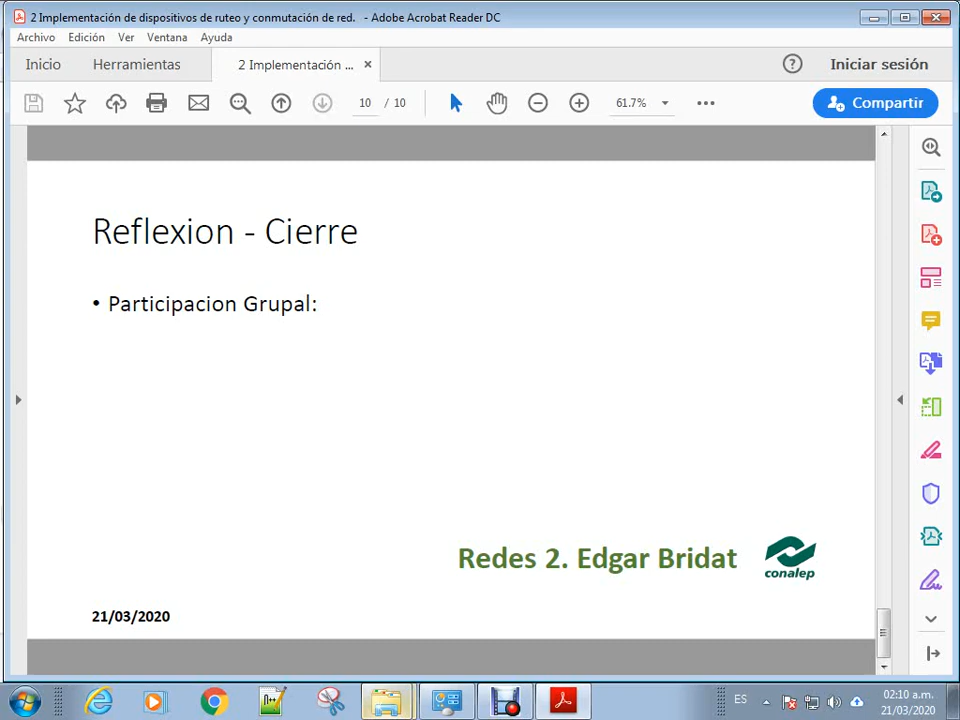 2 Implementación de dispositivos de ruteo y conmutación de red. - Adobe Acrobat Reader DC
Archivo Edición Ver Ventana Ayuda
Inicio Herramientas 2 Implementación ... × Iniciar sesión
10 / 10 61.7% Compartir
Reflexion - Cierre
• Participacion Grupal:
Redes 2. Edgar Bridat
conalep
21/03/2020
ES
02:10 a.m.
21/03/2020